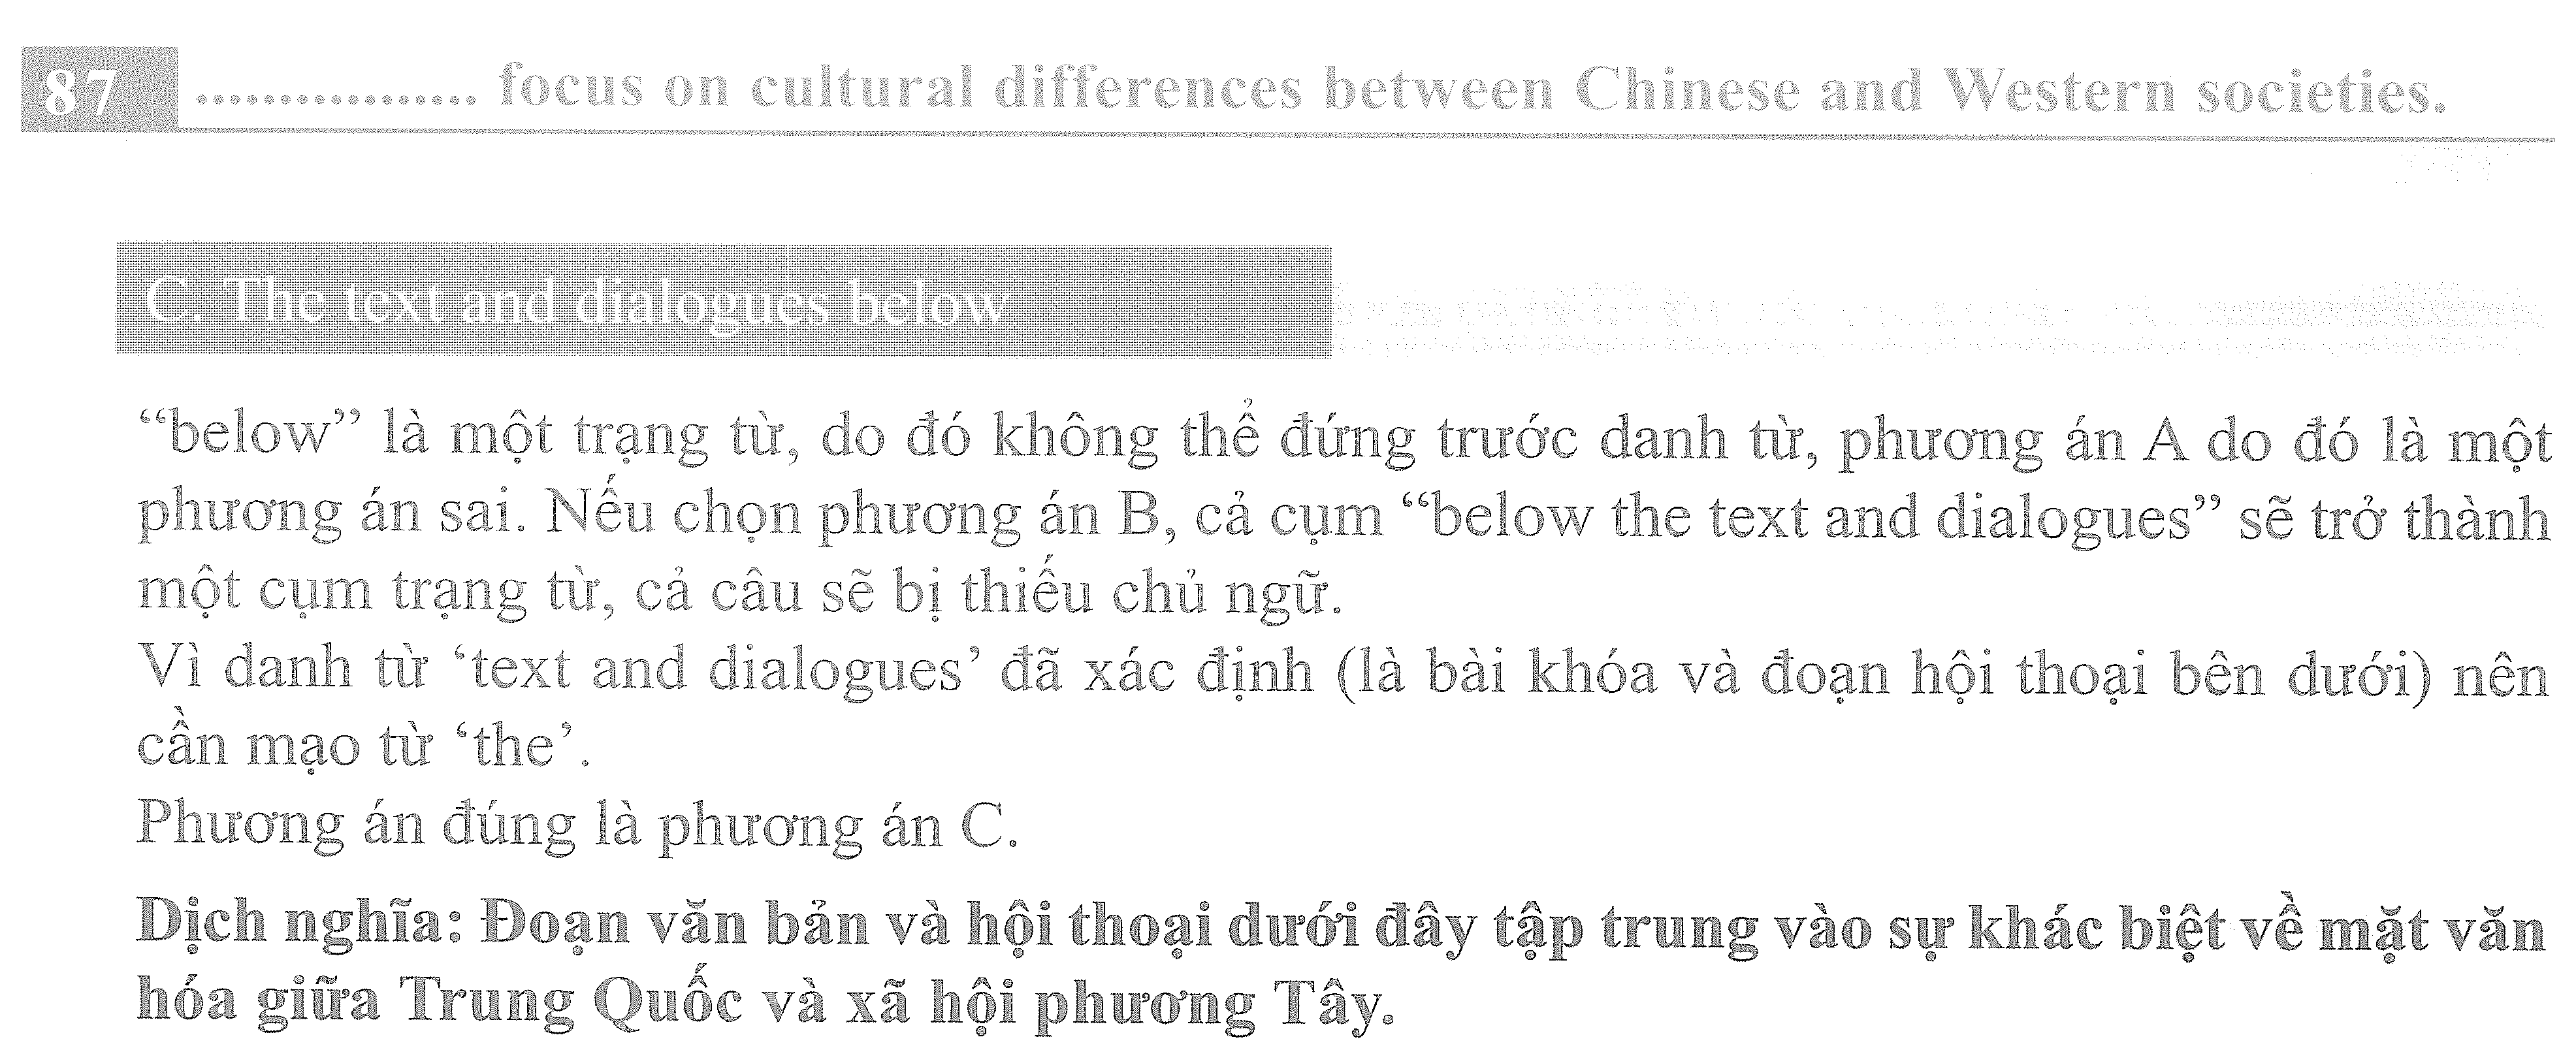 87 ................. focus on cultural differences between Chinese and Western societies.
C. The text and dialogues below
“below” là một trạng từ, do đó không thể đứng trước danh từ, phương án A do đó là một
phương án sai. Nếu chọn phương án B, cả cụm “below the text and dialogues” sẽ trở thành
một cụm trạng từ, cả câu sẽ bị thiếu chủ ngữ.
Vì danh từ ‘text and dialogues’ đã xác định (là bài khóa và đoạn hội thoại bên dưới) nên
cần mạo từ ‘the’.
Phương án đúng là phương án C.
Dịch nghĩa: Đoạn văn bản và hội thoại dưới đây tập trung vào sự khác biệt về mặt văn
hóa giữa Trung Quốc và xã hội phương Tây.